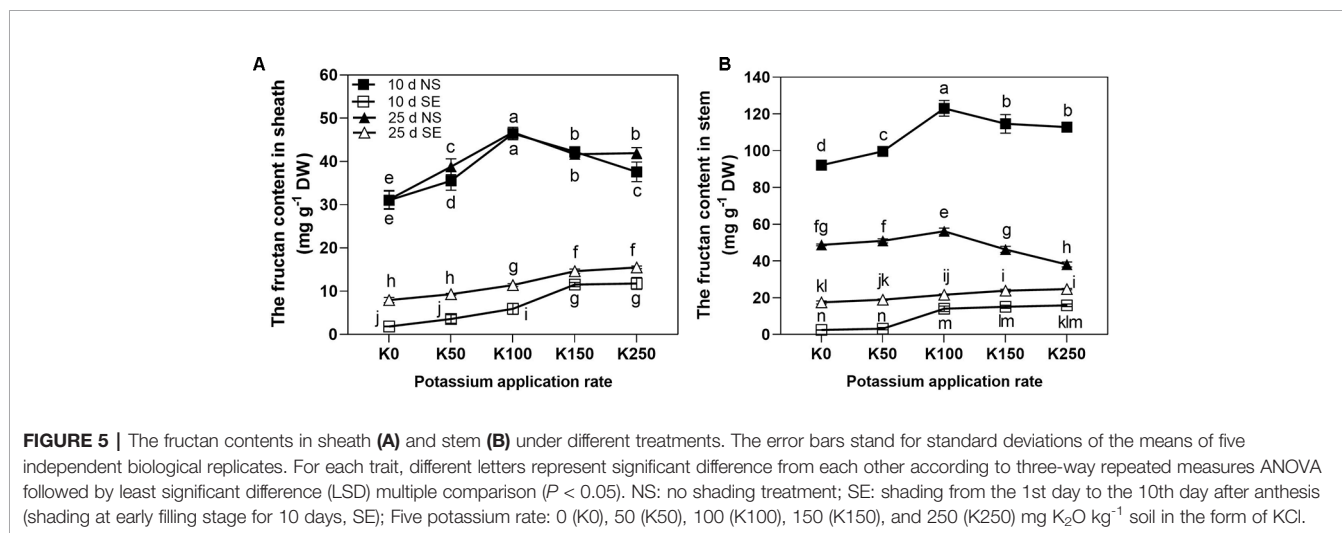 A
The fructan content in sheath
(mg g-1 DW)
60
50
40
30
20
10
0
10 d NS
10 d SE
25 d NS
25 d SE
e
c
a
b
b
e
d
a
b
c
h
h
g
f
f
j
j
i
g
g
K0 K50 K100 K150 K250
Potassium application rate
B
The fructan content in stem
(mg g-1 DW)
140
120
100
80
60
40
20
0
d
c
a
b
b
fg
f
e
g
h
kl
jk
ij
i
i
n
n
m
lm
klm
K0 K50 K100 K150 K250
Potassium application rate
FIGURE 5 | The fructan contents in sheath (A) and stem (B) under different treatments. The error bars stand for standard deviations of the means of five
independent biological replicates. For each trait, different letters represent significant difference from each other according to three-way repeated measures ANOVA
followed by least significant difference (LSD) multiple comparison (P < 0.05). NS: no shading treatment; SE: shading from the 1st day to the 10th day after anthesis
(shading at early filling stage for 10 days, SE); Five potassium rate: 0 (K0), 50 (K50), 100 (K100), 150 (K150), and 250 (K250) mg K2O kg-1 soil in the form of KCl.